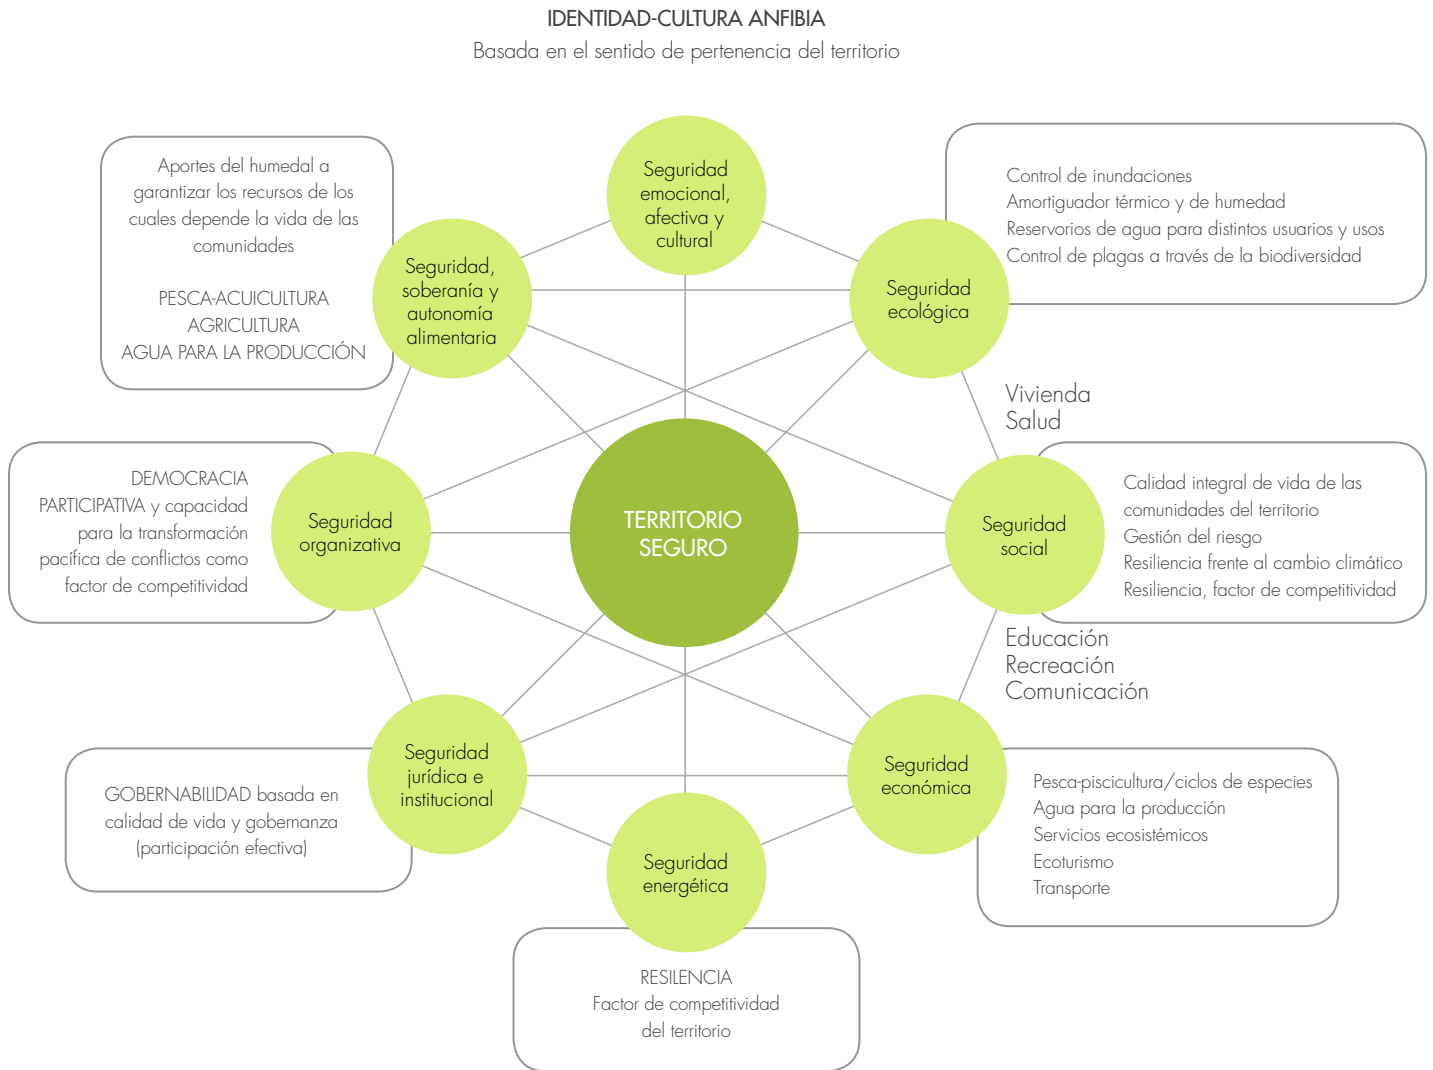 IDENTIDAD-CULTURA ANFIBIA
Basada en el sentido de pertenencia del territorio
Aportes del humedal a
garantizar los recursos de los
cuales depende la vida de las
comunidades
PESCA-ACUICULTURA
AGRICULTURA
AGUA PARA LA PRODUCCIÓN
Seguridad,
soberanía y
autonomía
alimentaria
Seguridad
emocional,
afectiva y
cultural
Seguridad
ecológica
Control de inundaciones
Amortiguador térmico y de humedad
Reservorios de agua para distintos usuarios y usos
Control de plagas a través de la biodiversidad
Vivienda
Salud
DEMOCRACIA
PARTICIPATIVA y capacidad
para la transformación
pacífica de conflictos como
factor de competitividad
Seguridad
organizativa
TERRITORIO
SEGURO
Seguridad
social
Calidad integral de vida de las
comunidades del territorio
Gestión del riesgo
Resiliencia frente al cambio climático
Resiliencia, factor de competitividad
Educación
Recreación
Comunicación
GOBERNABILIDAD basada en
calidad de vida y gobernanza
(participación efectiva)
Seguridad
jurídica e
institucional
Seguridad
energética
Seguridad
económica
Pesca-piscicultura/ciclos de especies
Agua para la producción
Servicios ecosistémicos
Ecoturismo
Transporte
RESILENCIA
Factor de competitividad
del territorio